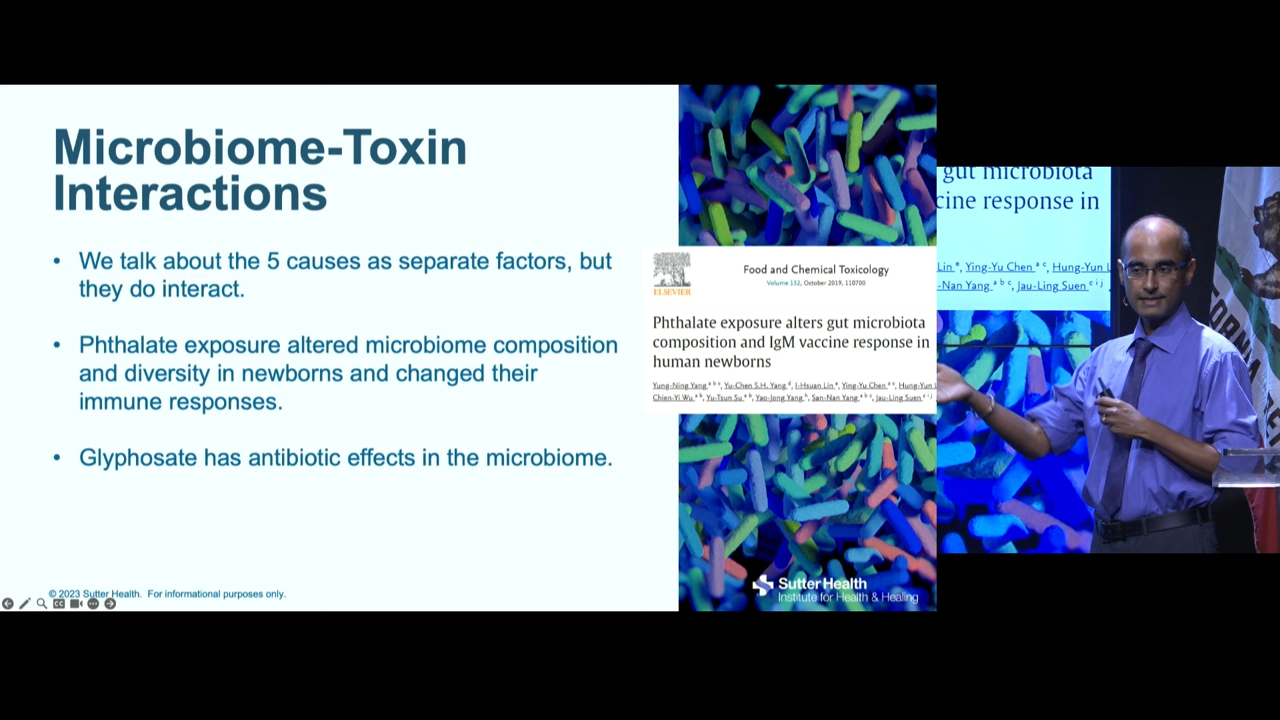 Microbiome-Toxin
Interactions
• We talk about the 5 causes as separate factors, but
they do interact.
• Phthalate exposure altered microbiome composition
and diversity in newborns and changed their
immune responses.
• Glyphosate has antibiotic effects in the microbiome.
© 2023 Sutter Health. For informational purposes only.
ELSEVIER
Food and Chemical Toxicology
Volume 132, October 2019, 110700
Phthalate exposure alters gut microbiota
composition and IgM vaccine response in
human newborns
Yung-Ning Yang a b c, Yu-Chen S.H. Yang d, I-Hsuan Lin e, Ying-Yu Chen a c, Hung-Yun
Chien-Yi Wu a b, Yu-Tsun Su a b, Yao-Jong Yang h, San-Nan Yang a b c, Jau-Ling Suen c i j
Sutter Health
Institute for Health & Healing
gut microbiota
cine response in
Lin e, Ying-Yu Chen a c, Hung-Yun
-Nan Yang a b c, Jau-Ling Suen c i j